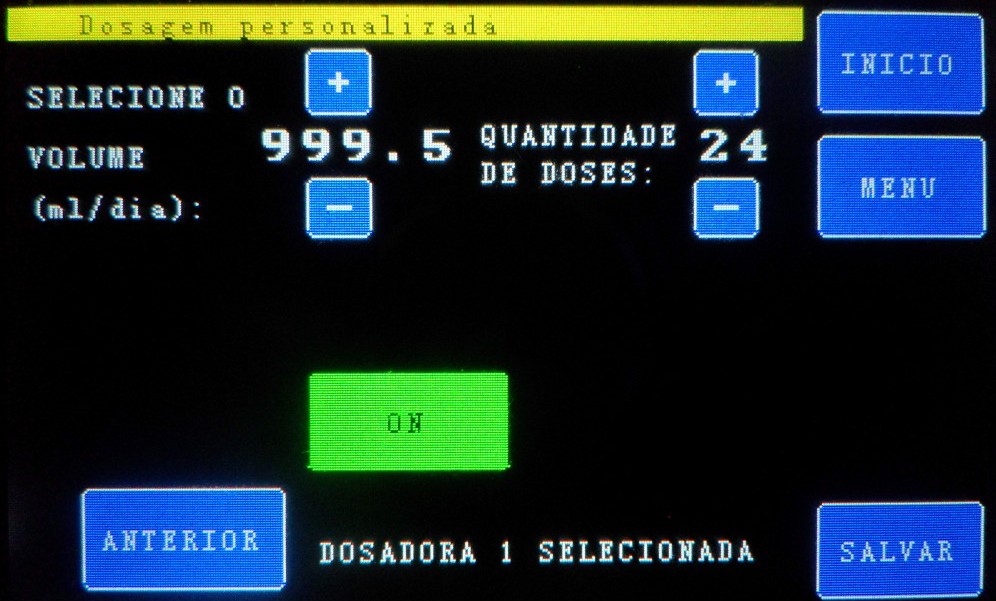 Dosagem personalizada
INICIO
+
+
SELECIONE O
VOLUME
(ml/dia):
999.5
QUANTIDADE
DE DOSES:
24
-
-
MENU
ON
ANTERIOR
DOSADORA 1 SELECIONADA
SALVAR